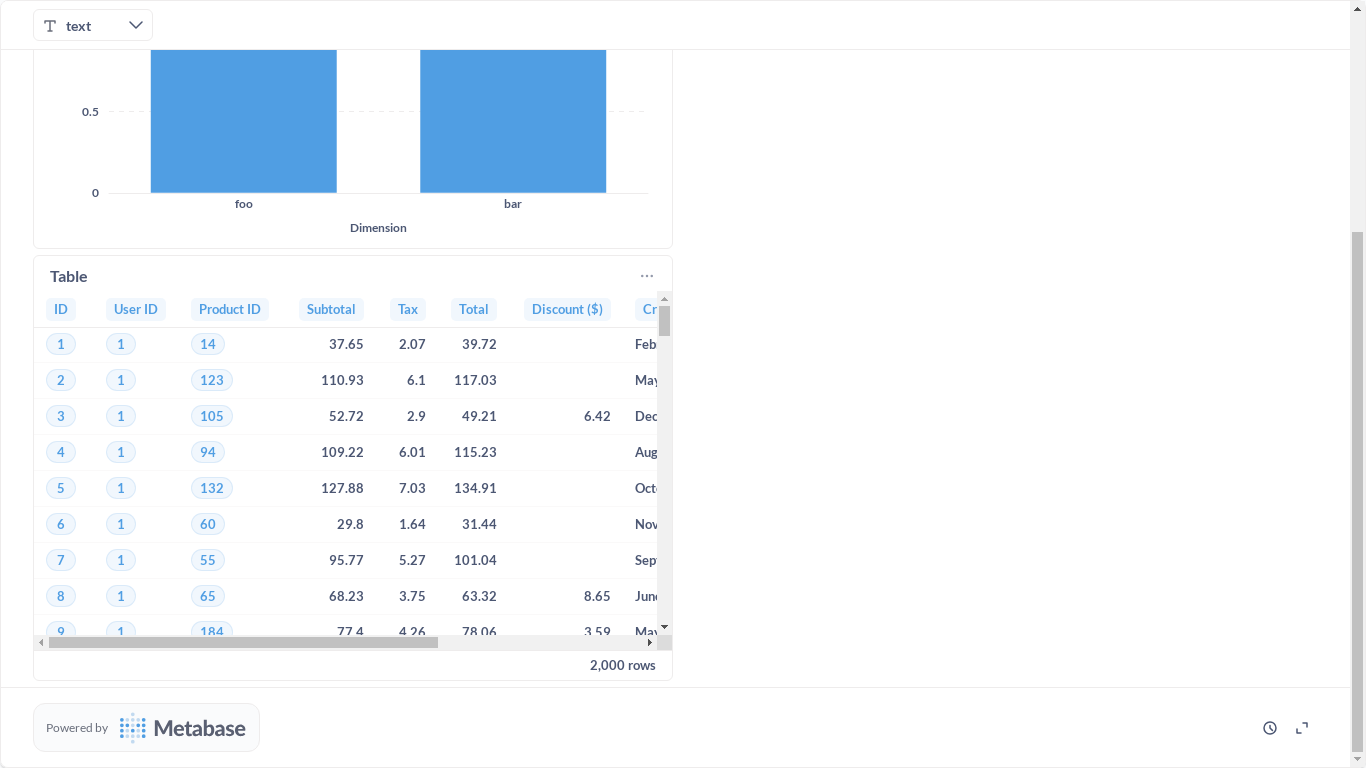 text
0.5
0
foo bar
Dimension
Table
ID User ID Product ID Subtotal Tax Total Discount ($) Cr
1 1 14 37.65 2.07 39.72 Feb
2 1 123 110.93 6.1 117.03 May
3 1 105 52.72 2.9 49.21 6.42 Dec
4 1 94 109.22 6.01 115.23 Aug
5 1 132 127.88 7.03 134.91 Octo
6 1 60 29.8 1.64 31.44 Nov
7 1 55 95.77 5.27 101.04 Sept
8 1 65 68.23 3.75 63.32 8.65 June
9 1 184 77.4 4.26 78.06 3.59 May
2,000 rows
Powered by Metabase